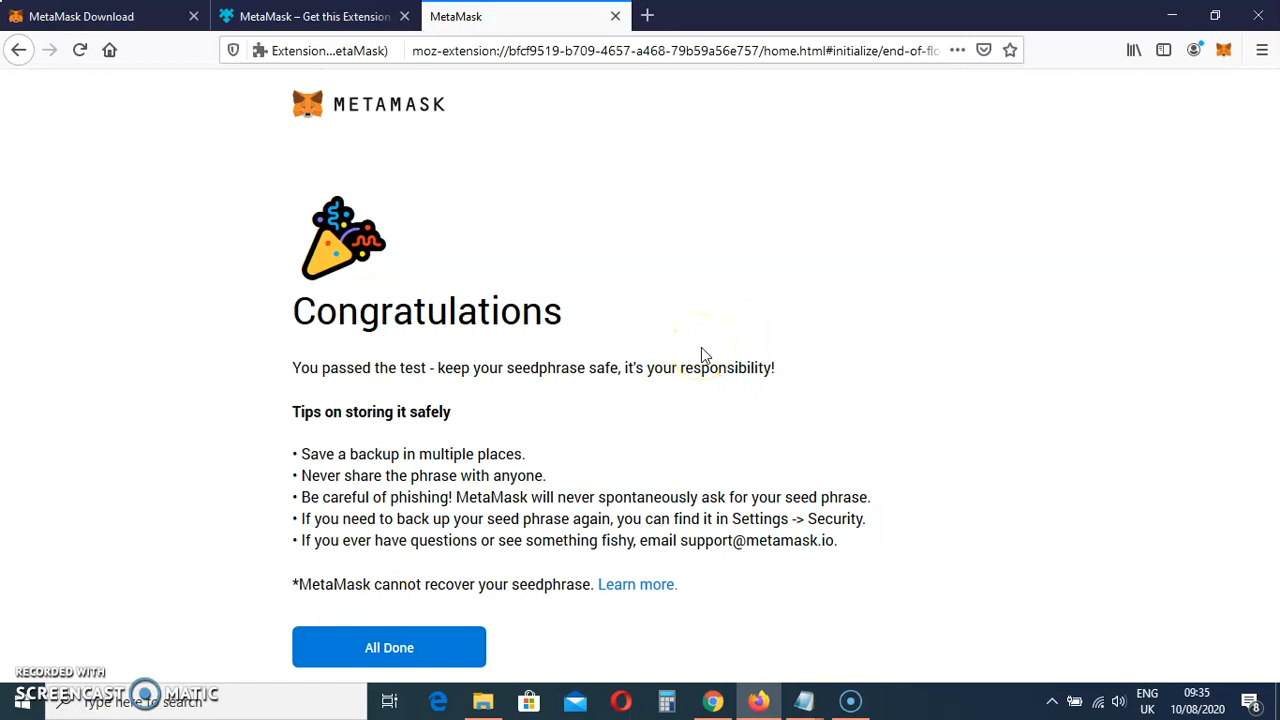 MetaMask Download
MetaMask – Get this Extension
MetaMask
Extension...etaMask)
moz-extension://bfcf9519-b709-4657-a468-79b59a56e757/home.html#initialize/end-of-flo
METAMASK
Congratulations
You passed the test - keep your seedphrase safe, it's your responsibility!
Tips on storing it safely
• Save a backup in multiple places.
• Never share the phrase with anyone.
• Be careful of phishing! MetaMask will never spontaneously ask for your seed phrase.
• If you need to back up your seed phrase again, you can find it in Settings -> Security.
• If you ever have questions or see something fishy, email support@metamask.io.
*MetaMask cannot recover your seedphrase. Learn more.
All Done
RECORDED WITH
SCREENCAST MATIC
Type here to search
ENG
UK
09:35
10/08/2020
8